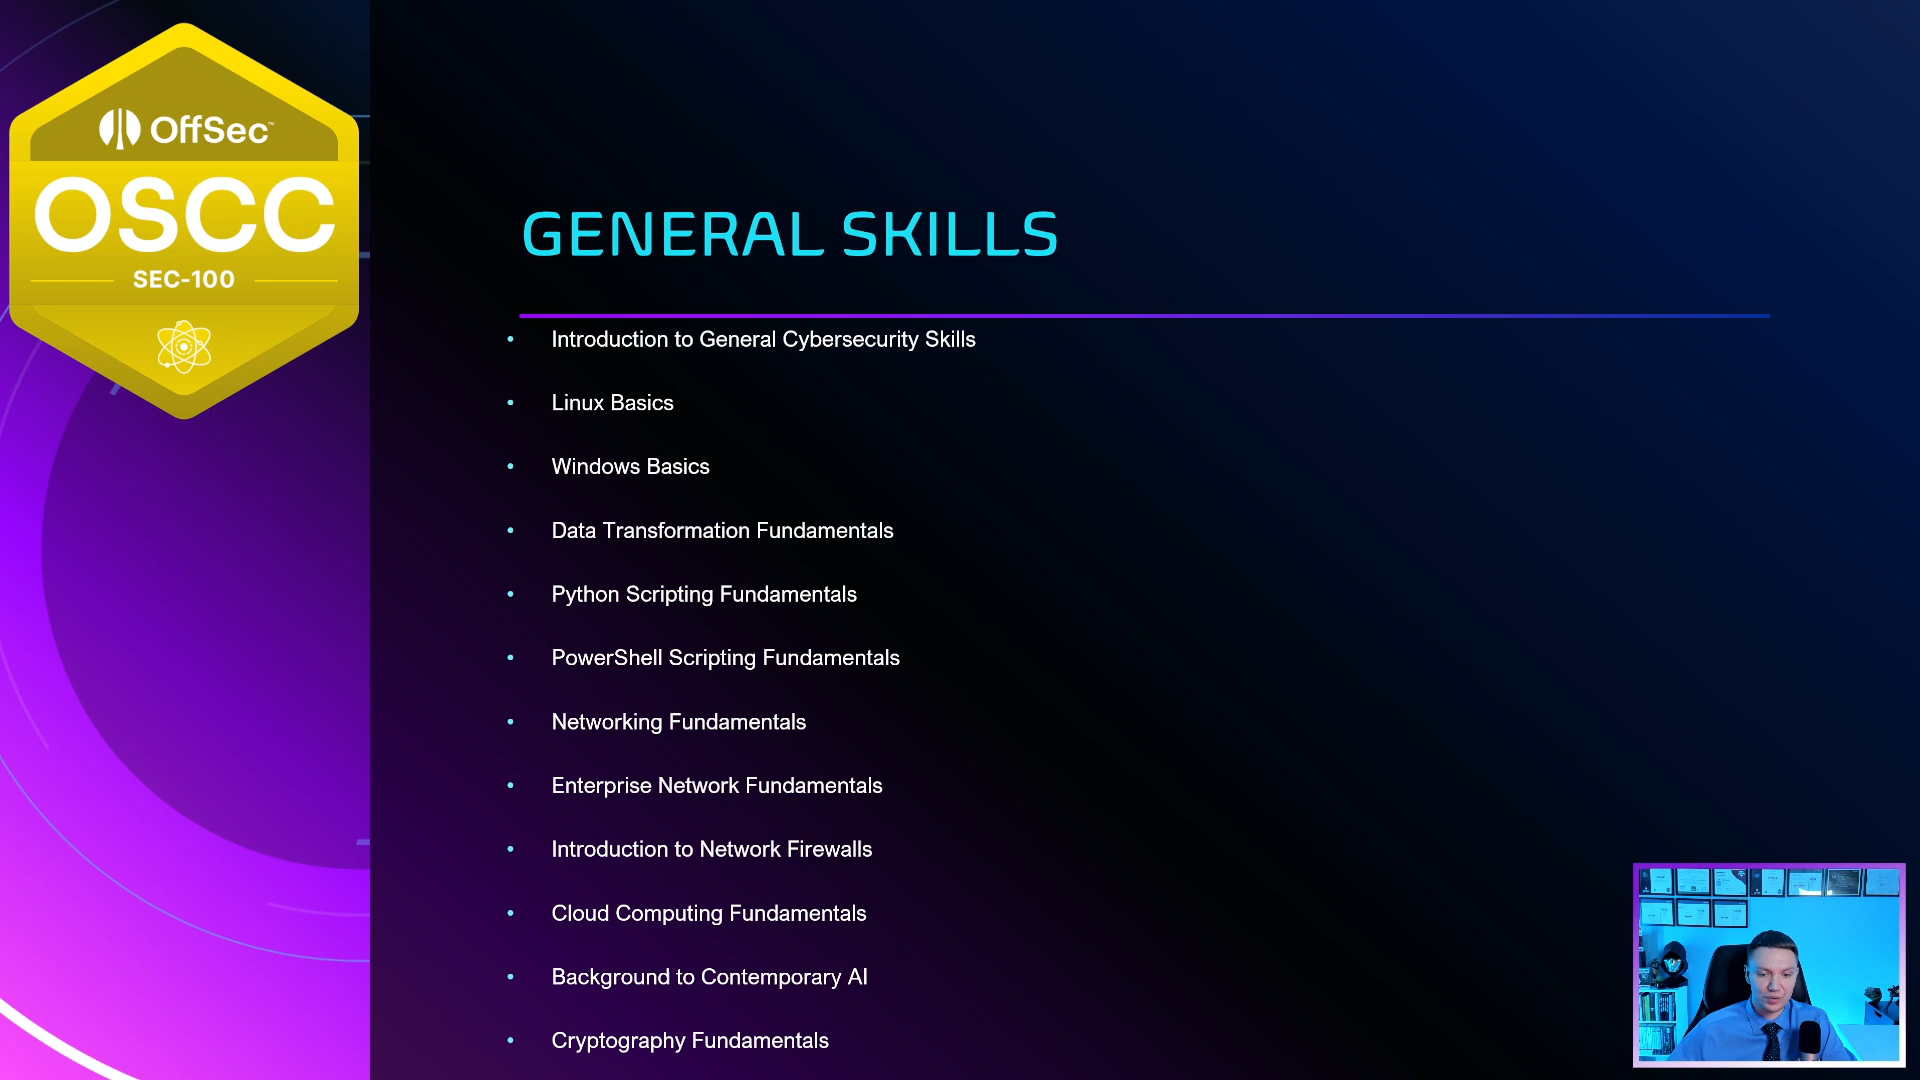 OffSec™
OSCC
SEC-100
GENERAL SKILLS
• Introduction to General Cybersecurity Skills
• Linux Basics
• Windows Basics
• Data Transformation Fundamentals
• Python Scripting Fundamentals
• PowerShell Scripting Fundamentals
• Networking Fundamentals
• Enterprise Network Fundamentals
• Introduction to Network Firewalls
• Cloud Computing Fundamentals
• Background to Contemporary AI
• Cryptography Fundamentals